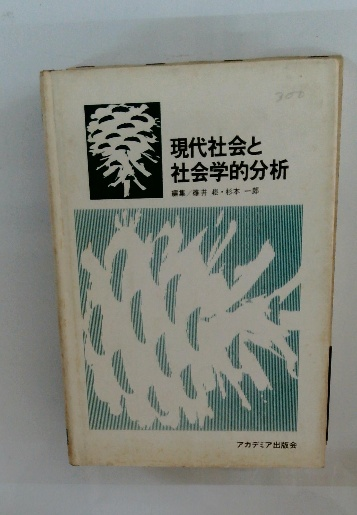 現代社会と
社会学的分析
編集/藤井 ・杉本 一郎
アカデミア出版会